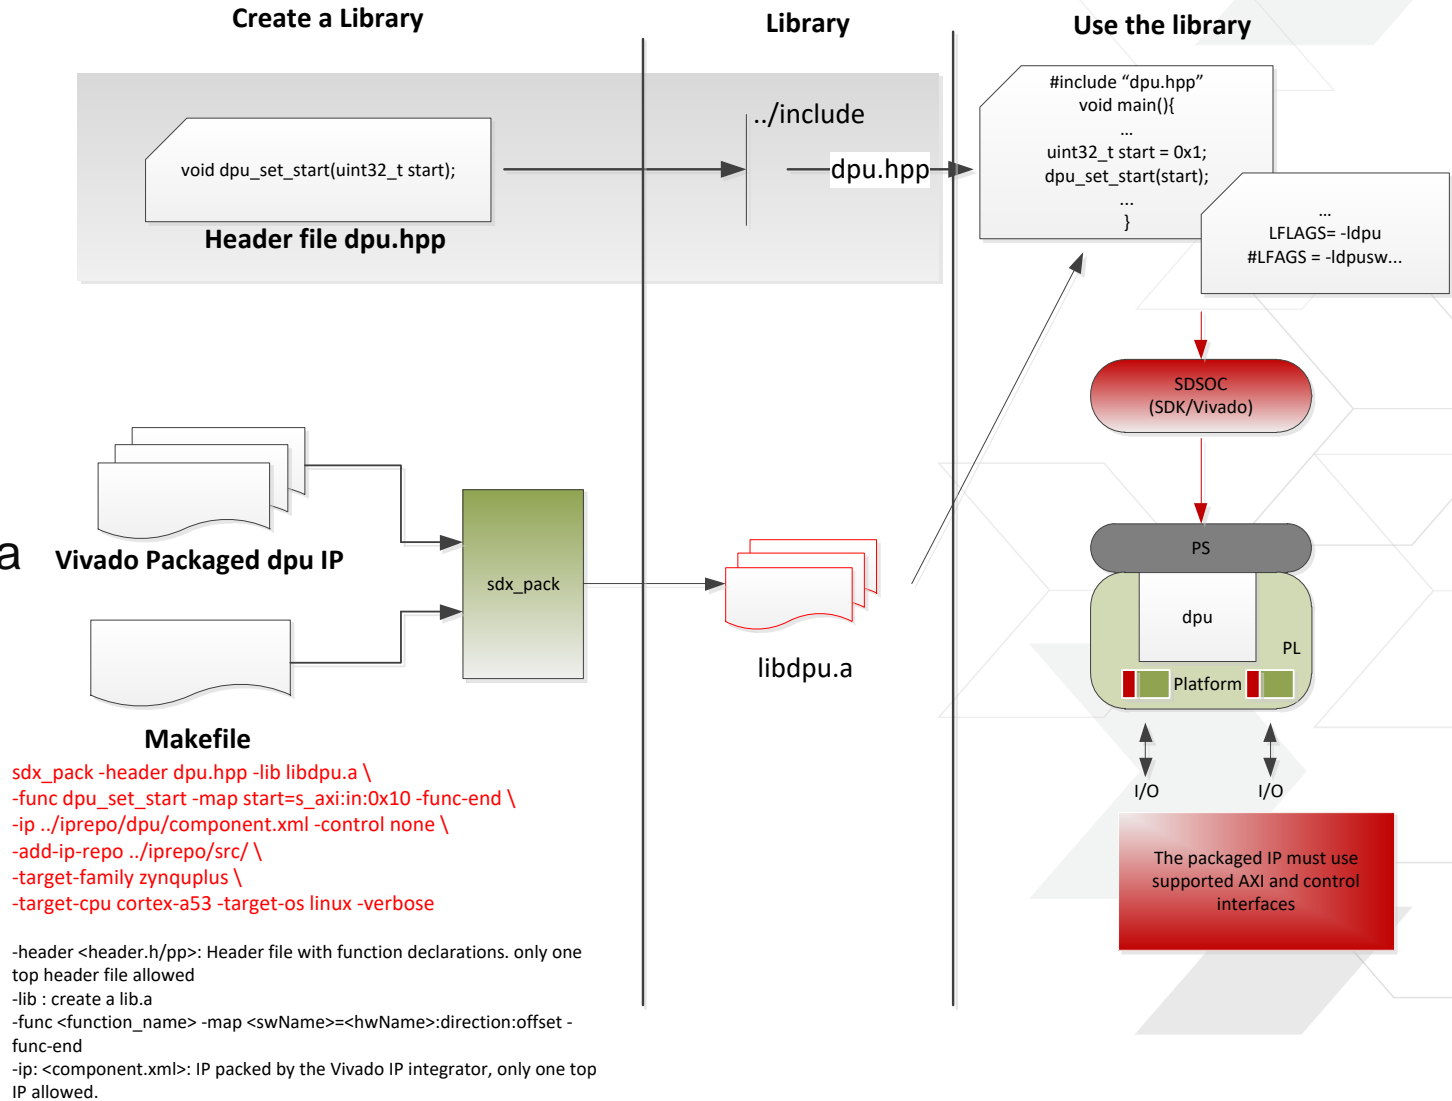 Create a Library
Library
Use the library
void dpu_set_start(uint32_t start);
Header file dpu.hpp
../include
dpu.hpp
#include “dpu.hpp”
void main(){
...
uint32_t start = 0x1;
dpu_set_start(start);
...
}
...
LFLAGS= -ldpu
#LFAGS = -ldpusw...
SDSOC
(SDK/Vivado)
a
Vivado Packaged dpu IP
sdx_pack
libdpu.a
PS
dpu
PL
Platform
I/O
I/O
Makefile
sdx_pack -header dpu.hpp -lib libdpu.a \
-func dpu_set_start -map start=s_axi:in:0x10 -func-end \
-ip ../iprepo/dpu/component.xml -control none \
-add-ip-repo ../iprepo/src/ \
-target-family zynquplus \
-target-cpu cortex-a53 -target-os linux -verbose
The packaged IP must use
supported AXI and control
interfaces
-header <header.h/pp>: Header file with function declarations. only one
top header file allowed
-lib : create a lib.a
-func <function_name> -map <swName>=<hwName>:direction:offset -
func-end
-ip: <component.xml>: IP packed by the Vivado IP integrator, only one top
IP allowed.